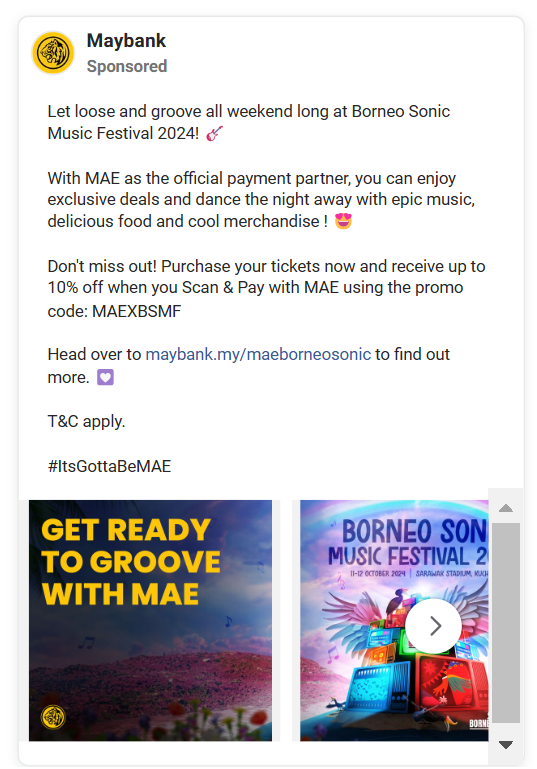 Maybank
Sponsored
Let loose and groove all weekend long at Borneo Sonic
Music Festival 2024! 🎸
With MAE as the official payment partner, you can enjoy
exclusive deals and dance the night away with epic music,
delicious food and cool merchandise ! 😍
Don't miss out! Purchase your tickets now and receive up to
10% off when you Scan & Pay with MAE using the promo
code: MAEXBSMF
Head over to maybank.my/maeborneosonic to find out
more. 💟
T&C apply.
#ItsGottaBeMAE
GET READY
TO GROOVE
WITH MAE
BORNEO SON
MUSIC FESTIVAL 2
11-12 OCTOBER 2024 | SARAWAK STADIUM, KUCH
BORNE